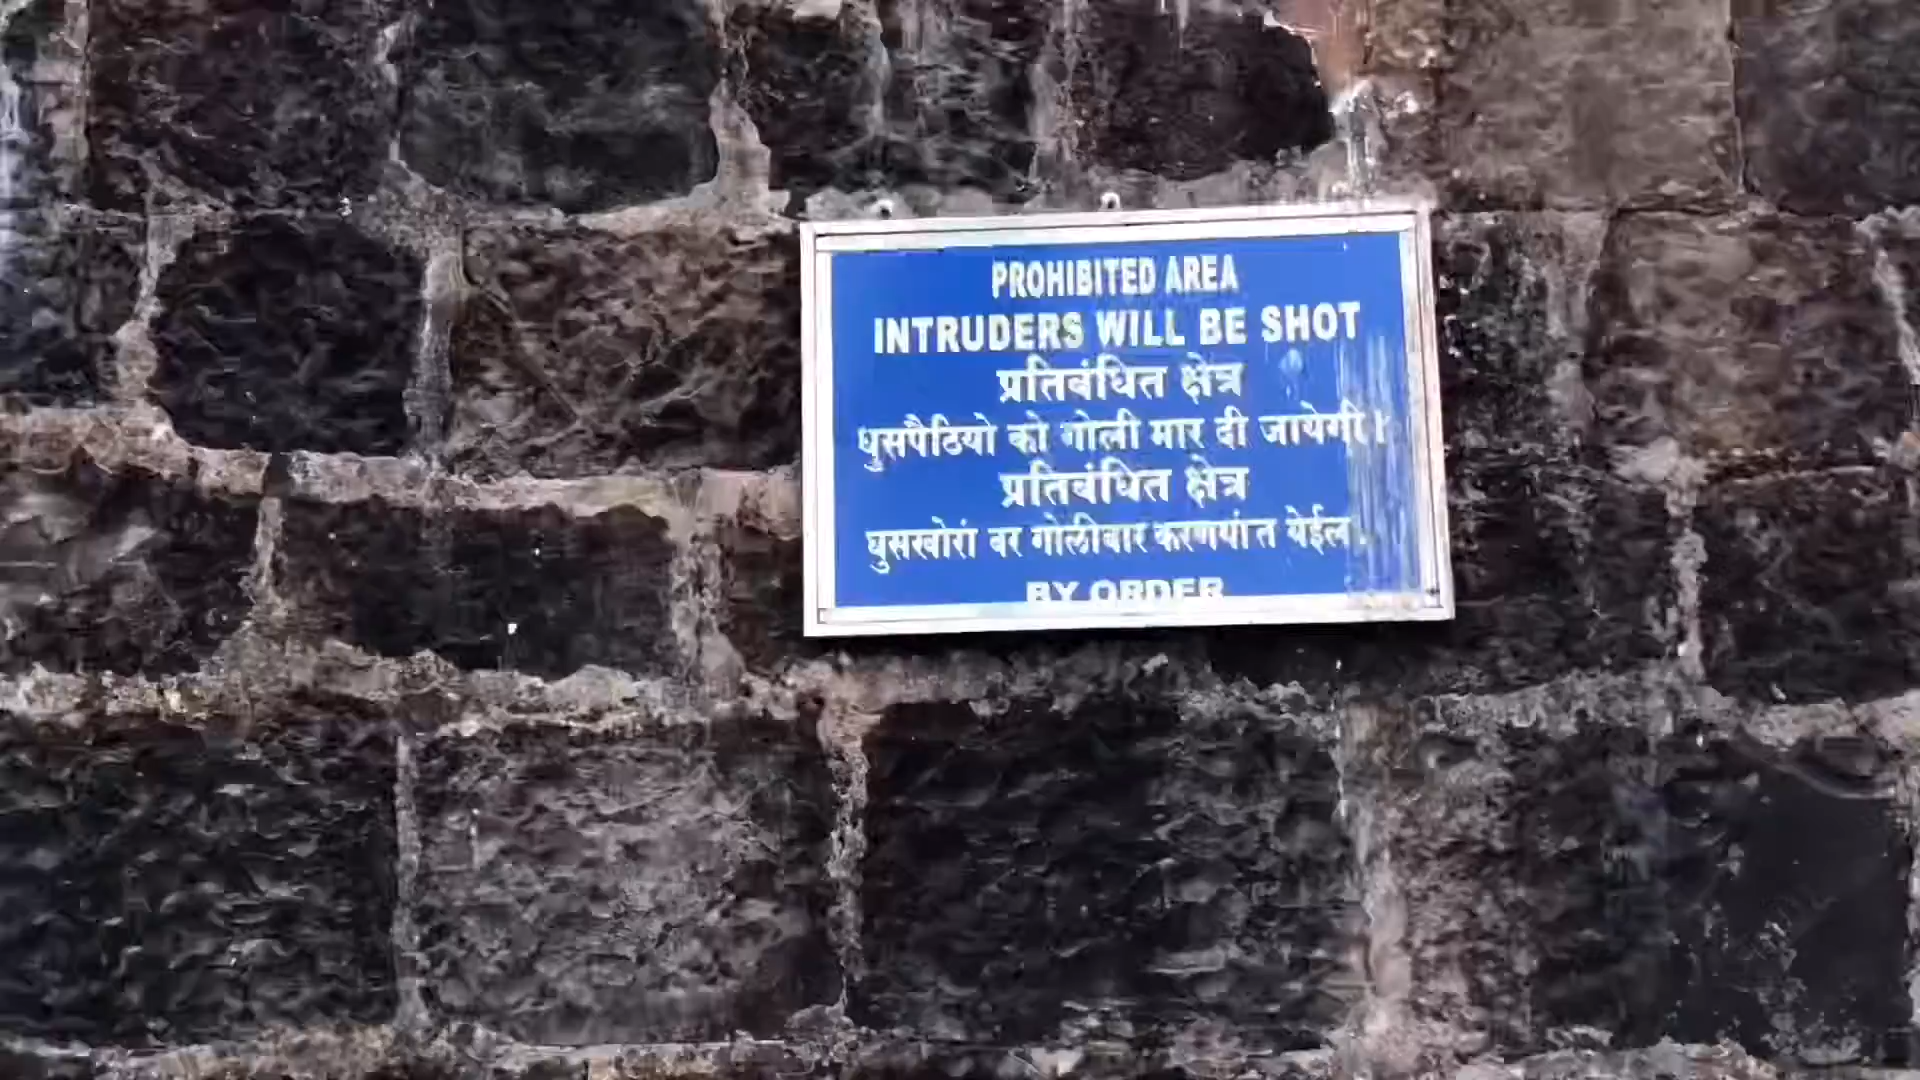 PROHIBITED AREA
INTRUDERS WILL BE SHOT
प्रतिबंधित क्षेत्र
धुसपैठियो को गोली मार दी जायेगी।
प्रतिबंधित क्षेत्र
घुसखोरां वर गोलीबार करणयांत येईल.
BY ORDER